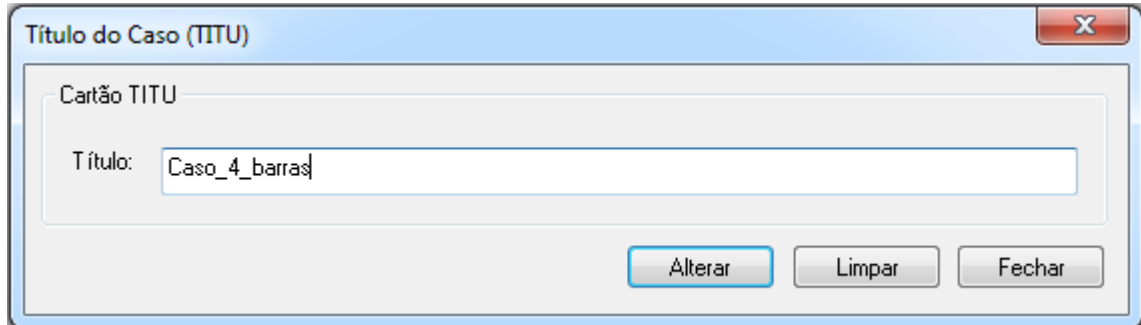 Título do Caso (TITU)
Cartão TITU
Título: Caso_4_barras
Alterar Limpar Fechar